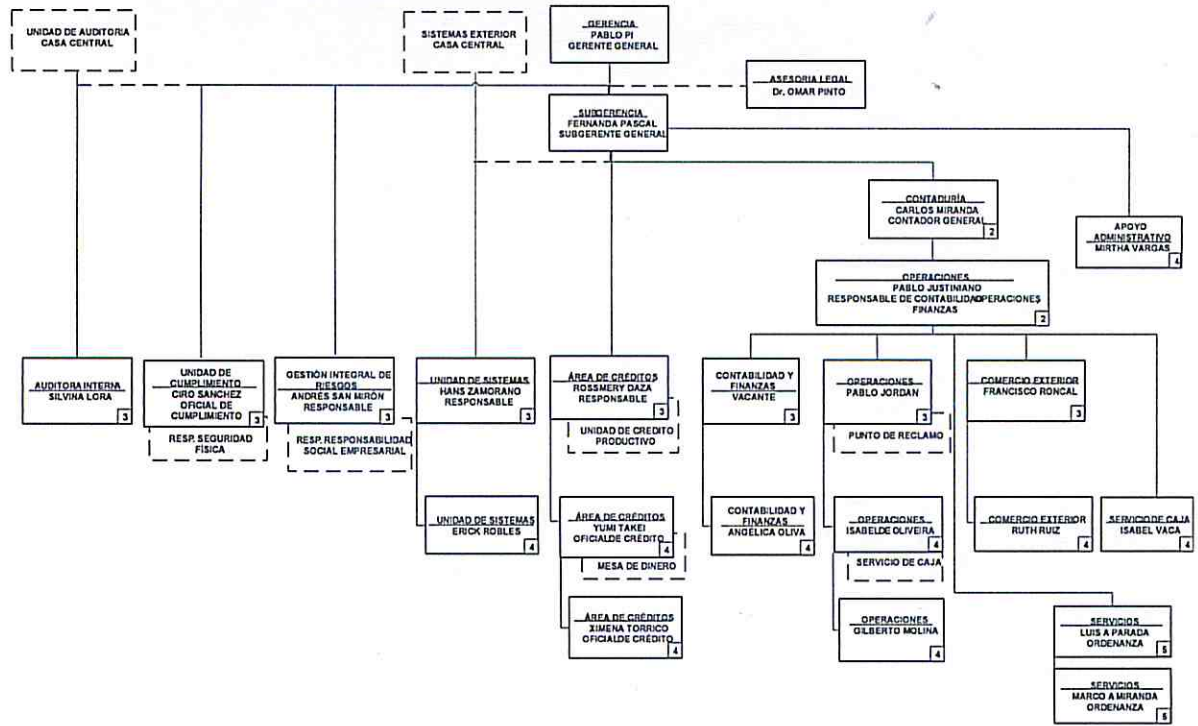 UNIDAD DE AUDITORIA
CASA CENTRAL
SISTEMAS EXTERIOR
CASA CENTRAL
GERENCIA
PABLO PI
GERENTE GENERAL
ASESORIA LEGAL
Dr. OMAR PINTO
SUBGERENCIA
FERNANDA PASCAL
SUBGERENTE GENERAL
CONTADURÍA
CARLOS MIRANDA
CONTADOR GENERAL
2
APOYO
ADMINISTRATIVO
MIRTHA VARGAS
4
OPERACIONES
PABLO JUSTINIANO
RESPONSABLE DE CONTABILIDAD/OPERACIONES
FINANZAS
2
AUDITORA INTERNA
SILVINA LORA
3
UNIDAD DE
CUMPLIMIENTO
CIRO SANCHEZ
OFICIAL DE
CUMPLIMIENTO
3
RESP. SEGURIDAD
FÍSICA
GESTIÓN INTEGRAL DE
RIESGOS
ANDRÉS SAN MIRÓN
RESPONSABLE
3
RESP. RESPONSABILIDAD
SOCIAL EMPRESARIAL
UNIDAD DE SISTEMAS
HANS ZAMORANO
RESPONSABLE
3
ÁREA DE CRÉDITOS
ROSSMERY DAZA
RESPONSABLE
3
UNIDAD DE CREDITO
PRODUCTIVO
CONTABILIDAD Y
FINANZAS
VACANTE
3
OPERACIONES
PABLO JORDAN
3
PUNTO DE RECLAMO
COMERCIO EXTERIOR
FRANCISCO RONCAL
3
UNIDAD DE SISTEMAS
ERICK ROBLES
4
ÁREA DE CRÉDITOS
YUMI TAKEI
OFICIALDE CRÉDITO
4
MESA DE DINERO
CONTABILIDAD Y
FINANZAS
ANGÉLICA OLIVA
4
OPERACIONES
ISABELDE OLIVEIRA
4
SERVICIO DE CAJA
COMERCIO EXTERIOR
RUTH RUIZ
4
SERVICIO DE CAJA
ISABEL VACA
4
ÁREA DE CRÉDITOS
XIMENA TORRICO
OFICIALDE CRÉDITO
4
OPERACIONES
GILBERTO MOLINA
4
SERVICIOS
LUIS A PARADA
ORDENANZA
5
SERVICIOS
MARCO A MIRANDA
ORDENANZA
5